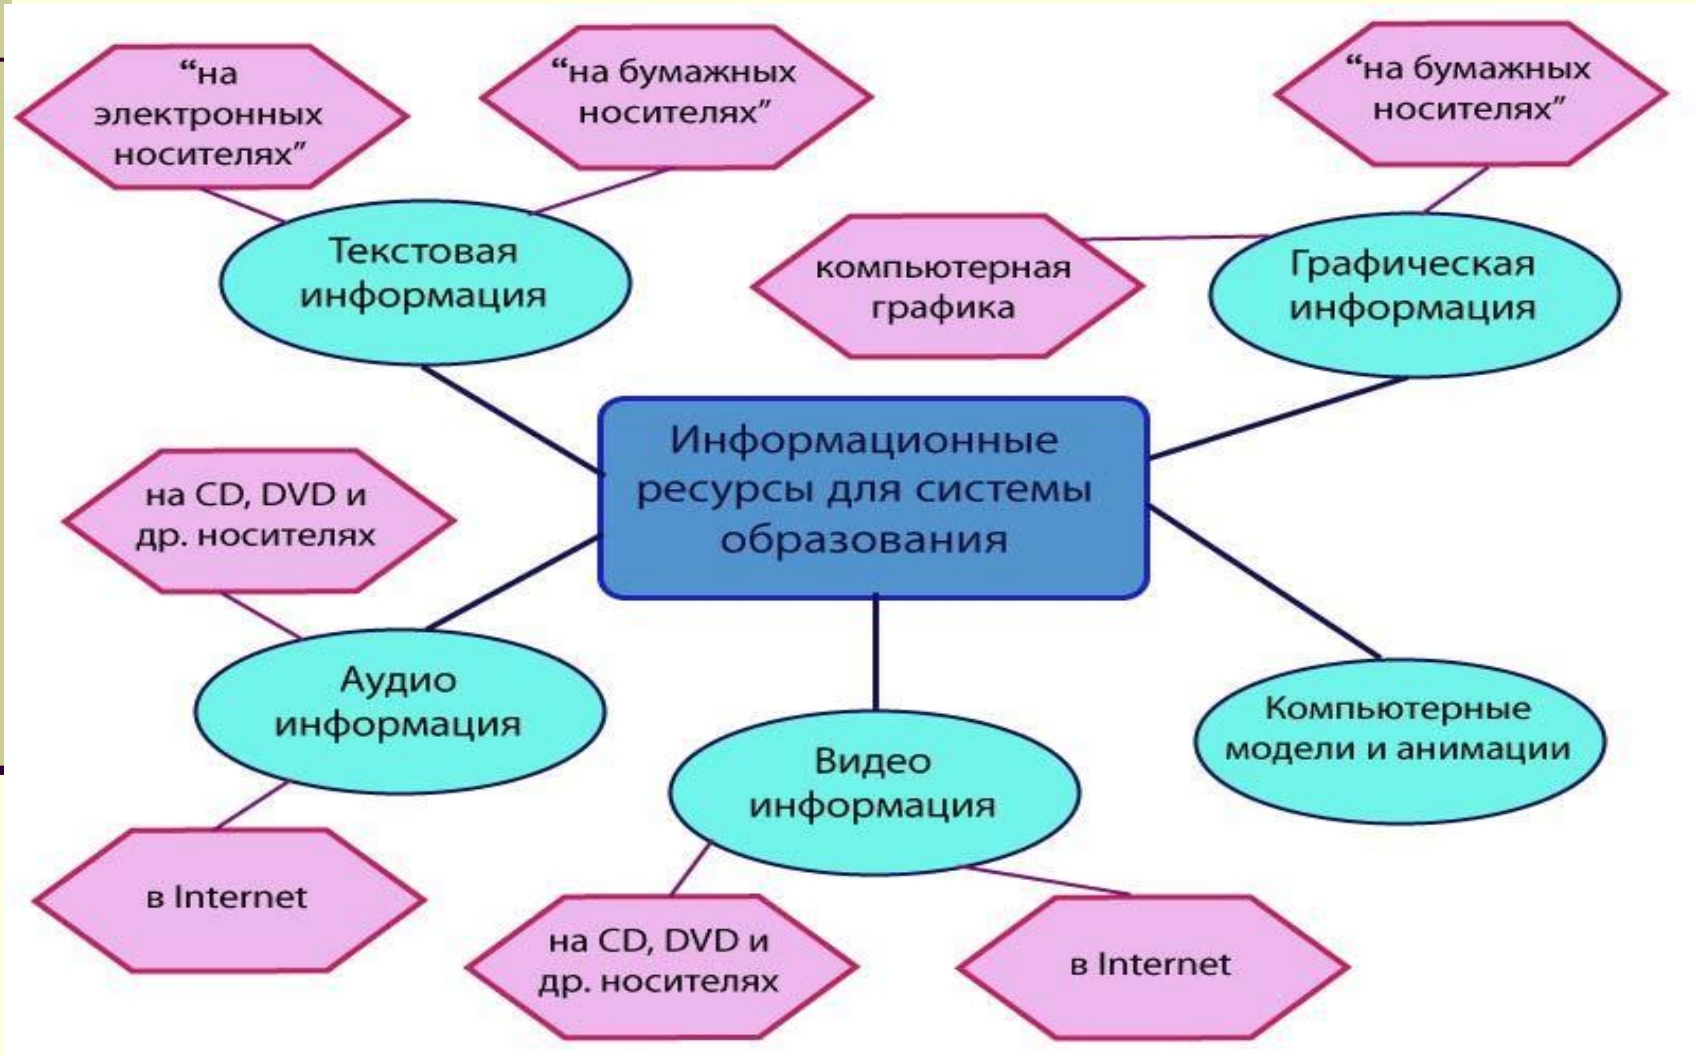 “на
электронных
носителях”
“на бумажных
носителях”
“на бумажных
носителях”
Текстовая
информация
компьютерная
графика
Графическая
информация
Информационные
ресурсы для системы
образования
на CD, DVD и
др. носителях
Аудио
информация
Видео
информация
Компьютерные
модели и анимации
в Internet
на CD, DVD и
др. носителях
в Internet